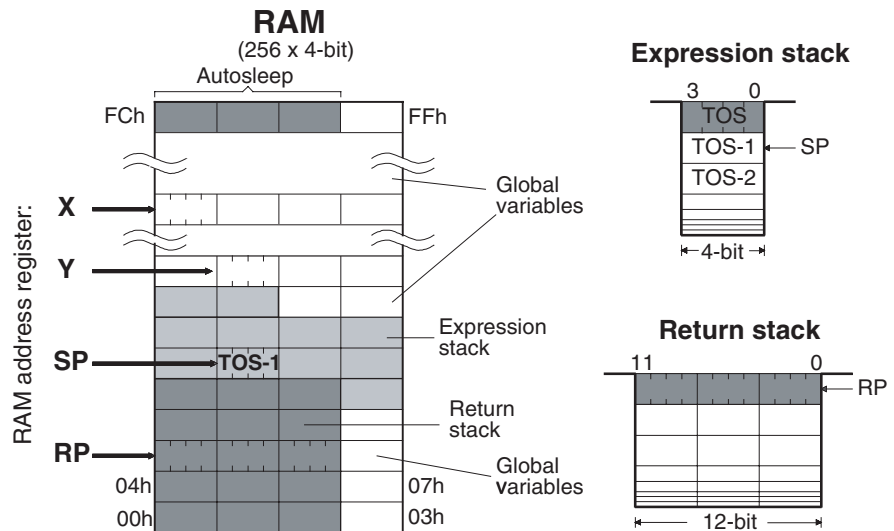 RAM
(256 x 4-bit)
Autosleep
FCh
FFh
Global
variables
RAM address register:
X
Y
SP
TOS-1
Expression
stack
RP
Return
stack
Global
variables
04h
07h
00h
03h
Expression stack
3 0
TOS
TOS-1
SP
TOS-2
4-bit
Return stack
11 0
RP
12-bit